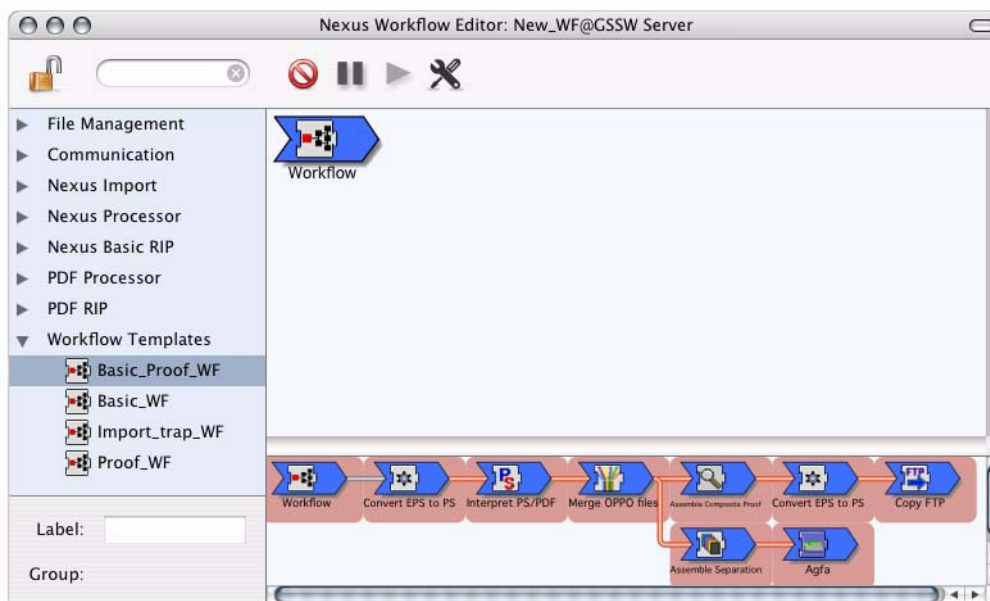 Nexus Workflow Editor: New_WF@GSSW Server
File Management
Communication
Nexus Import
Nexus Processor
Nexus Basic RIP
PDF Processor
PDF RIP
Workflow Templates
Basic_Proof_WF
Basic_WF
Import_trap_WF
Proof_WF
Label:
Group:
Workflow
Workflow
Convert EPS to PS
PS
Interpret PS/PDF
Merge OPPO files
Assemble Composite Proof
Convert EPS to PS
FTP
Copy FTP
Assemble Separation
Agfa